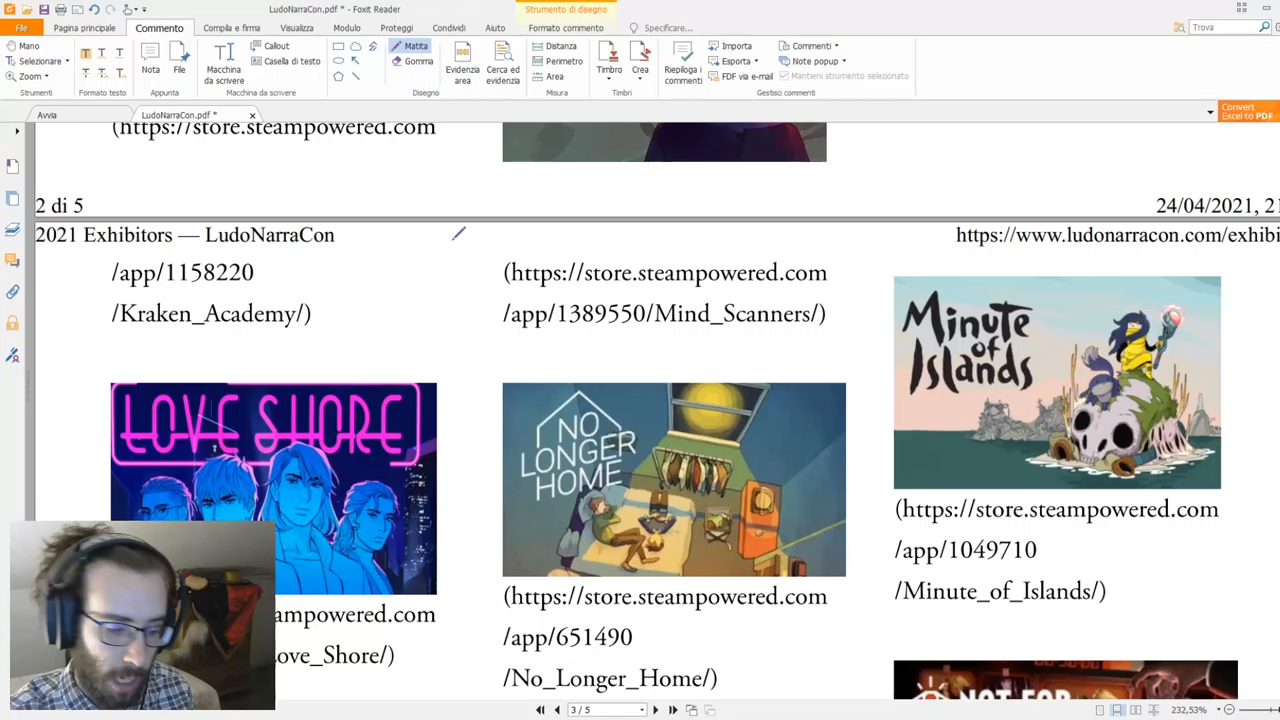 LudoNarraCon.pdf * - Foxit Reader
Strumento di disegno
File
Pagina principale
Commento
Compila e firma
Visualizza
Modulo
Proteggi
Condividi
Aiuto
Formato commento
Specificare...
Trova
Mano
Selezionare
Zoom
Strumenti
Formato testo
Nota
File
Appunta
Macchina da scrivere
Callout
Casella di testo
Macchina da scrivere
Matita
Gomma
Disegno
Evidenzia area
Cerca ed evidenzia
Distanza
Perimetro
Area
Misura
Timbro
Crea
Timbri
Riepiloga i commenti
Importa
Esporta
FDF via e-mail
Commenti
Note popup
Mantieni strumento selezionato
Gestisci commenti
Avvia
LudoNarraCon.pdf *
Convert
Excel to PDF
(https://store.steampowered.com
2 di 5
24/04/2021, 21
2021 Exhibitors — LudoNarraCon
https://www.ludonarracon.com/exhibi
/app/1158220
/Kraken_Academy/)
(https://store.steampowered.com
/app/1389550/Mind_Scanners/)
Minute
of
Islands
(https://store.steampowered.com
/app/1049710
/Minute_of_Islands/)
LOVE SHORE
ampowered.com
ove_Shore/)
NO
LONGER
HOME
(https://store.steampowered.com
/app/651490
/No_Longer_Home/)
NOT FOR
3 / 5
232,53%